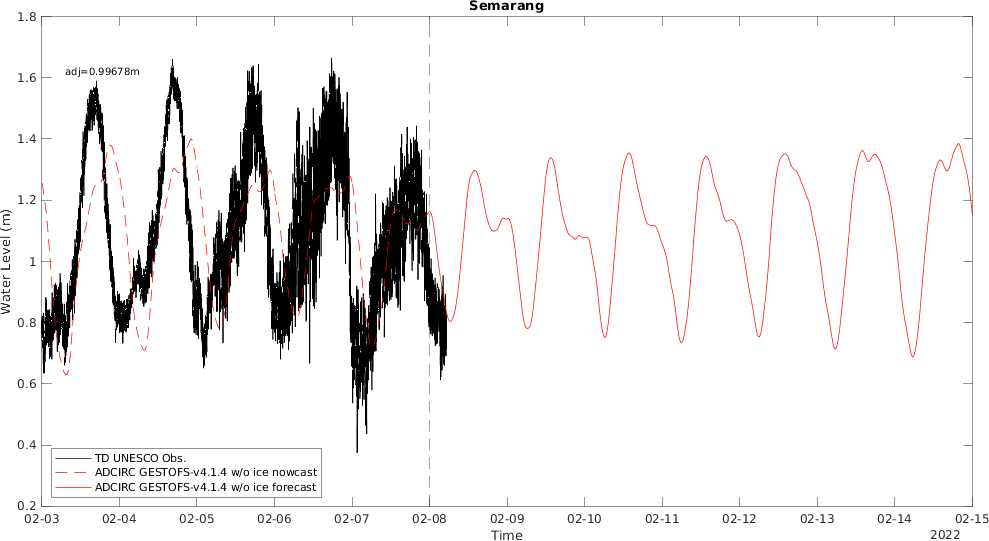 Semarang
1.8
1.6
1.4
1.2
1
0.8
0.6
0.4
0.2
Water Level (m)
adj=0.99678m
TD UNESCO Obs.
ADCIRC GESTOFS-v4.1.4 w/o ice nowcast
ADCIRC GESTOFS-v4.1.4 w/o ice forecast
02-03 02-04 02-05 02-06 02-07 02-08 02-09 02-10 02-11 02-12 02-13 02-14 02-15
Time
2022